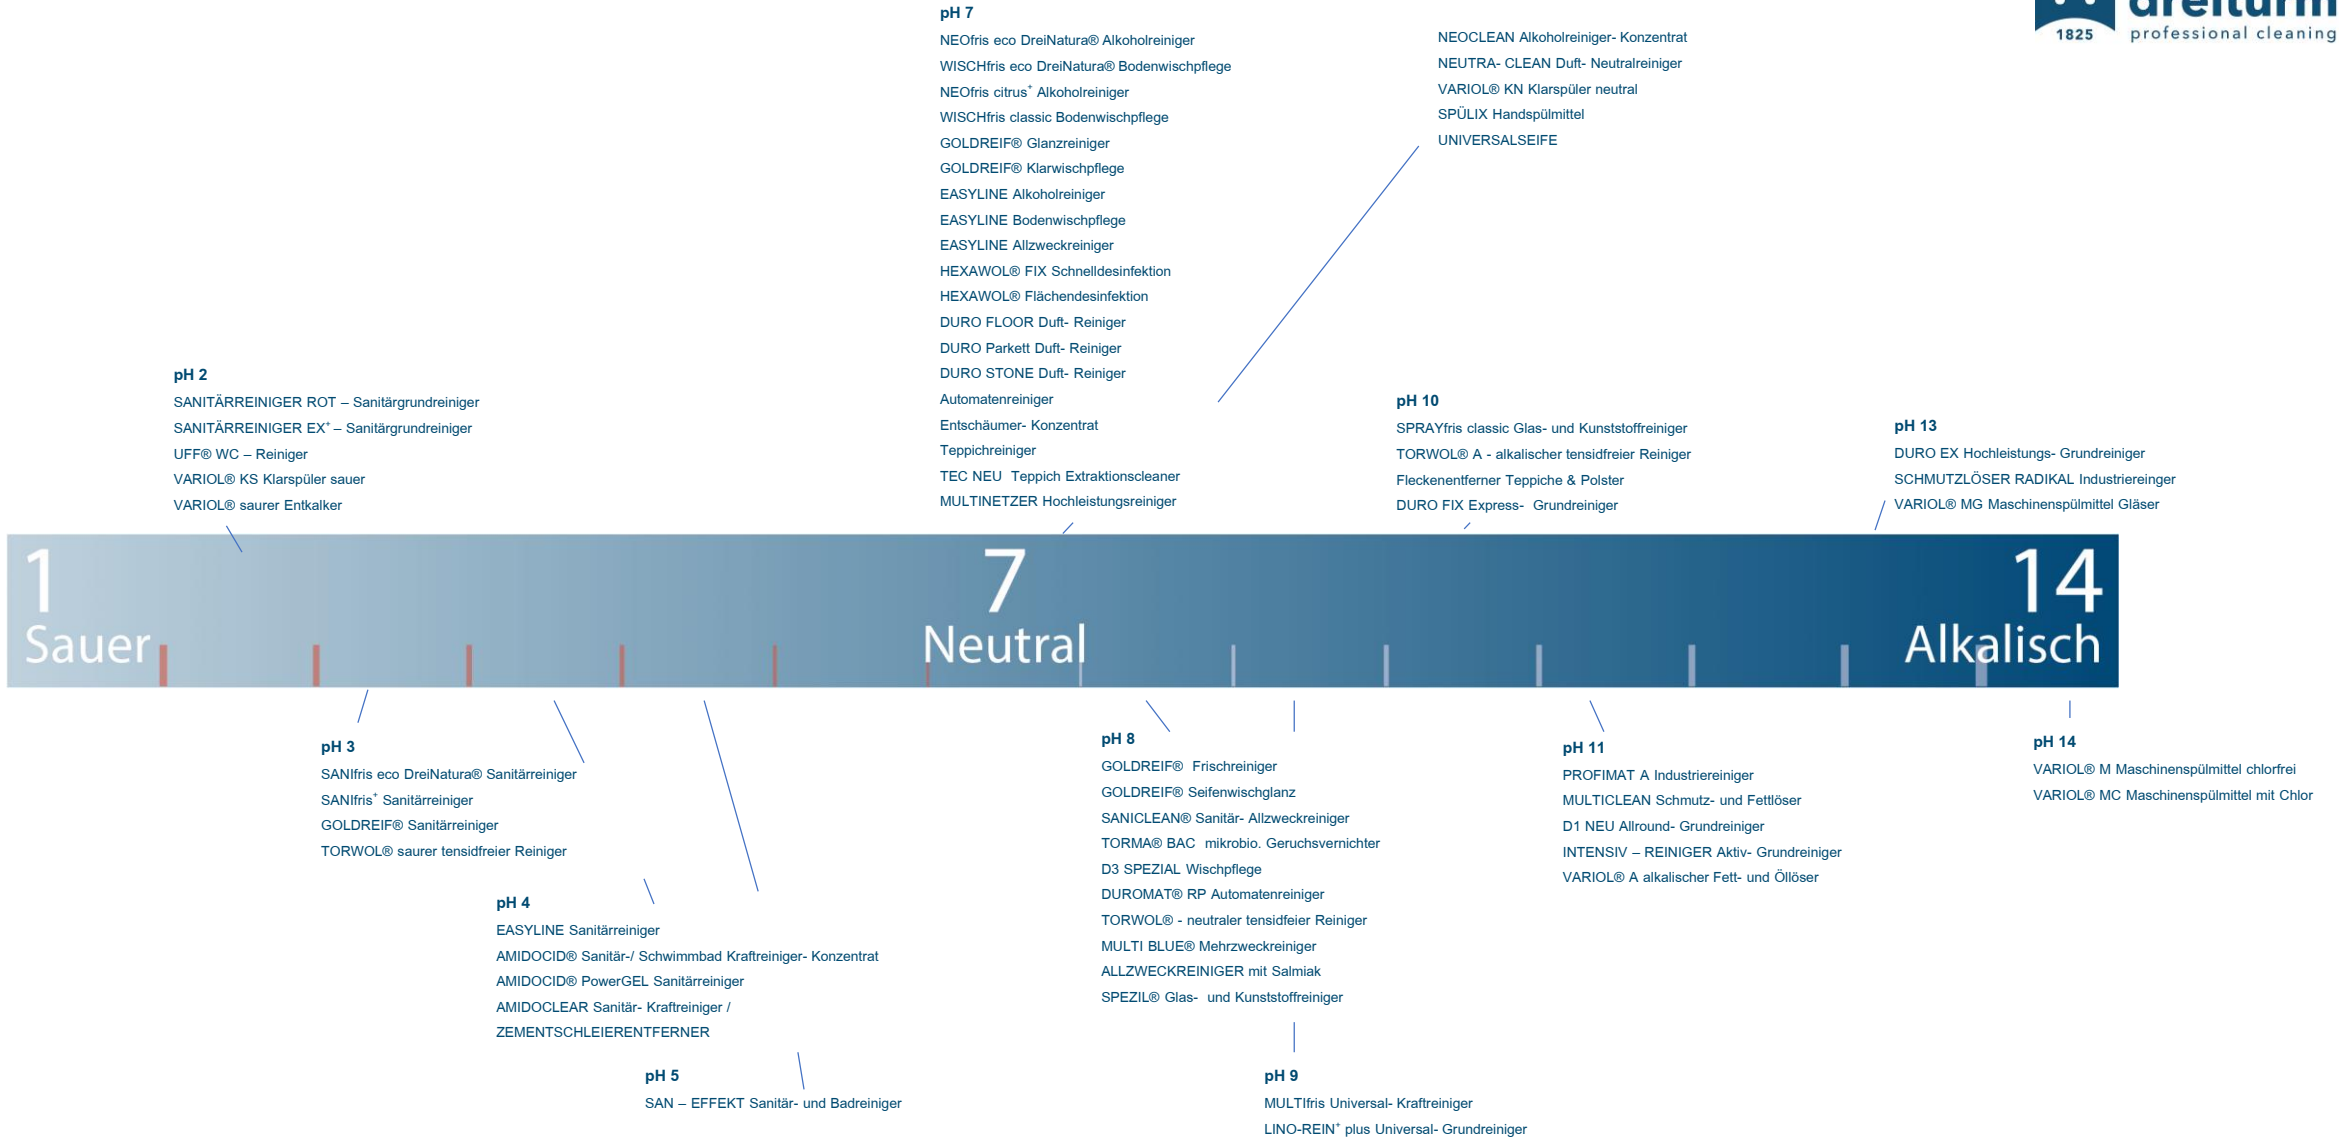 dreiturm
1825 professional cleaning
pH 7
NEOfris eco DreiNatura® Alkoholreiniger
WISCHfris eco DreiNatura® Bodenwischpflege
NEOfris citrus⁺ Alkoholreiniger
WISCHfris classic Bodenwischpflege
GOLDREIF® Glanzreiniger
GOLDREIF® Klarwischpflege
EASYLINE Alkoholreiniger
EASYLINE Bodenwischpflege
EASYLINE Allzweckreiniger
HEXAWOL® FIX Schnelldesinfektion
HEXAWOL® Flächendesinfektion
DURO FLOOR Duft- Reiniger
DURO Parkett Duft- Reiniger
DURO STONE Duft- Reiniger
Automatenreiniger
Entschäumer- Konzentrat
Teppichreiniger
TEC NEU Teppich Extraktionscleaner
MULTINETZER Hochleistungsreiniger
NEOCLEAN Alkoholreiniger- Konzentrat
NEUTRA- CLEAN Duft- Neutralreiniger
VARIOL® KN Klarspüler neutral
SPÜLIX Handspülmittel
UNIVERSALSEIFE
pH 2
SANITÄRREINIGER ROT – Sanitärgrundreiniger
SANITÄRREINIGER EX⁺ – Sanitärgrundreiniger
UFF® WC – Reiniger
VARIOL® KS Klarspüler sauer
VARIOL® saurer Entkalker
pH 10
SPRAYfris classic Glas- und Kunststoffreiniger
TORWOL® A - alkalischer tensidfreier Reiniger
Fleckenentferner Teppiche & Polster
DURO FIX Express- Grundreiniger
pH 13
DURO EX Hochleistungs- Grundreiniger
SCHMUTZLÖSER RADIKAL Industriereinger
VARIOL® MG Maschinenspülmittel Gläser
1 7 14
Sauer Neutral Alkalisch
pH 3
SANIfris eco DreiNatura® Sanitärreiniger
SANIfris⁺ Sanitärreiniger
GOLDREIF® Sanitärreiniger
TORWOL® saurer tensidfreier Reiniger
pH 4
EASYLINE Sanitärreiniger
AMIDOCID® Sanitär-/ Schwimmbad Kraftreiniger- Konzentrat
AMIDOCID® PowerGEL Sanitärreiniger
AMIDOCLEAR Sanitär- Kraftreiniger /
ZEMENTSCHLEIERENTFERNER
pH 5
SAN – EFFEKT Sanitär- und Badreiniger
pH 8
GOLDREIF® Frischreiniger
GOLDREIF® Seifenwischglanz
SANICLEAN® Sanitär- Allzweckreiniger
TORMA® BAC mikrobio. Geruchsvernichter
D3 SPEZIAL Wischpflege
DUROMAT® RP Automatenreiniger
TORWOL® - neutraler tensidfeier Reiniger
MULTI BLUE® Mehrzweckreiniger
ALLZWECKREINIGER mit Salmiak
SPEZIL® Glas- und Kunststoffreiniger
pH 9
MULTIfris Universal- Kraftreiniger
LINO-REIN⁺ plus Universal- Grundreiniger
pH 11
PROFIMAT A Industriereiniger
MULTICLEAN Schmutz- und Fettlöser
D1 NEU Allround- Grundreiniger
INTENSIV – REINIGER Aktiv- Grundreiniger
VARIOL® A alkalischer Fett- und Öllöser
pH 14
VARIOL® M Maschinenspülmittel chlorfrei
VARIOL® MC Maschinenspülmittel mit Chlor